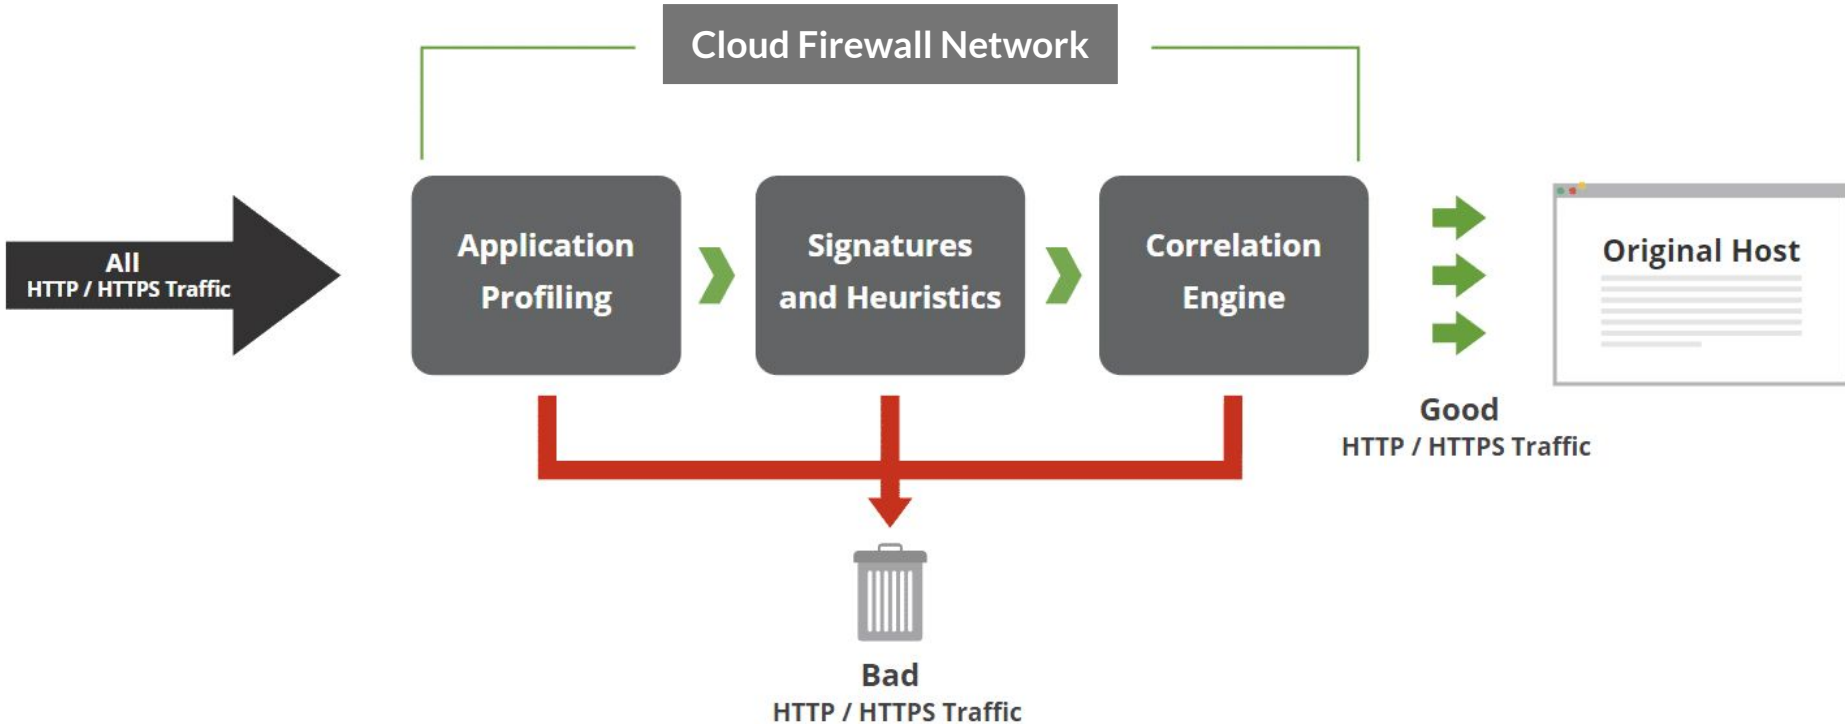 Cloud Firewall Network
All
HTTP / HTTPS Traffic
Application
Profiling
Signatures
and Heuristics
Correlation
Engine
Original Host
Good
HTTP / HTTPS Traffic
Bad
HTTP / HTTPS Traffic